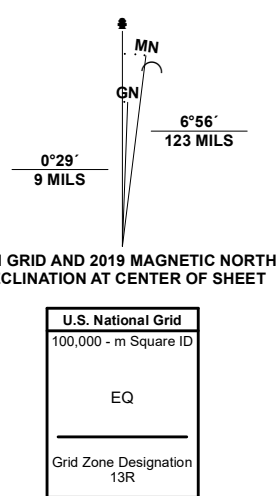 MN
GN
6°56´
123 MILS
0°29´
9 MILS
GRID AND 2019 MAGNETIC NORTH
AT CENTER OF SHEET
U.S. National Grid
100,000 - m Square ID
EQ
Grid Zone Designation
13R